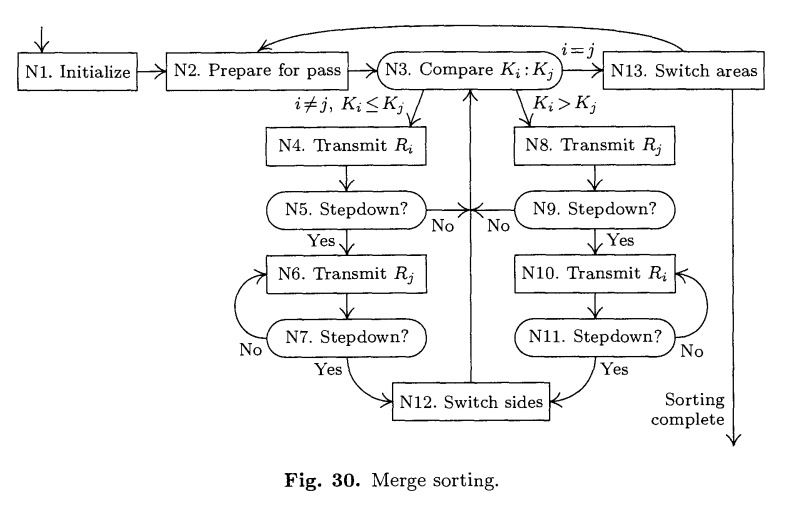 N1. Initialize
N2. Prepare for pass
N3. Compare K_i : K_j
i = j
N13. Switch areas
i ≠ j, K_i ≤ K_j
K_i > K_j
N4. Transmit R_i
N8. Transmit R_j
N5. Stepdown?
No
No
N9. Stepdown?
Yes
Yes
N6. Transmit R_j
N10. Transmit R_i
N7. Stepdown?
N11. Stepdown?
No
No
Yes
Yes
N12. Switch sides
Sorting
complete
Fig. 30. Merge sorting.